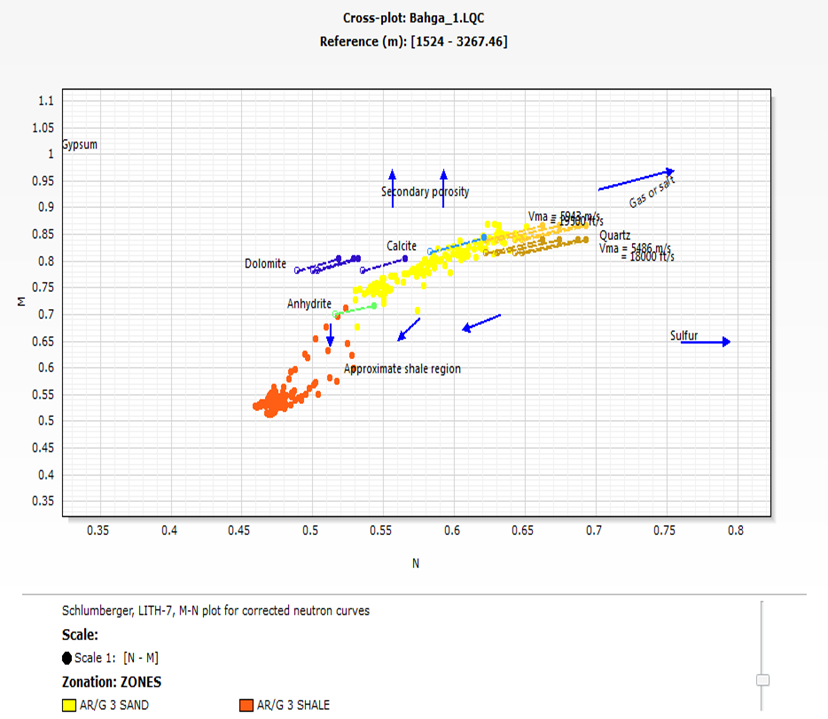 Cross-plot: Bahga_1.LQC
Reference (m): [1524 - 3267.46]
1.1
1.05
Gypsum
1
0.95
Gas or salt
Secondary porosity
0.9
Vma = 5943 m/s
= 19500 ft/s
0.85
Quartz
Calcite
Vma = 5486 m/s
= 18000 ft/s
0.8
Dolomite
0.75
M
Anhydrite
0.7
Sulfur
0.65
Approximate shale region
0.6
0.55
0.5
0.45
0.4
0.35
0.35 0.4 0.45 0.5 0.55 0.6 0.65 0.7 0.75 0.8
N
Schlumberger, LITH-7, M-N plot for corrected neutron curves
Scale:
Scale 1: [N - M]
Zonation: ZONES
AR/G 3 SAND AR/G 3 SHALE